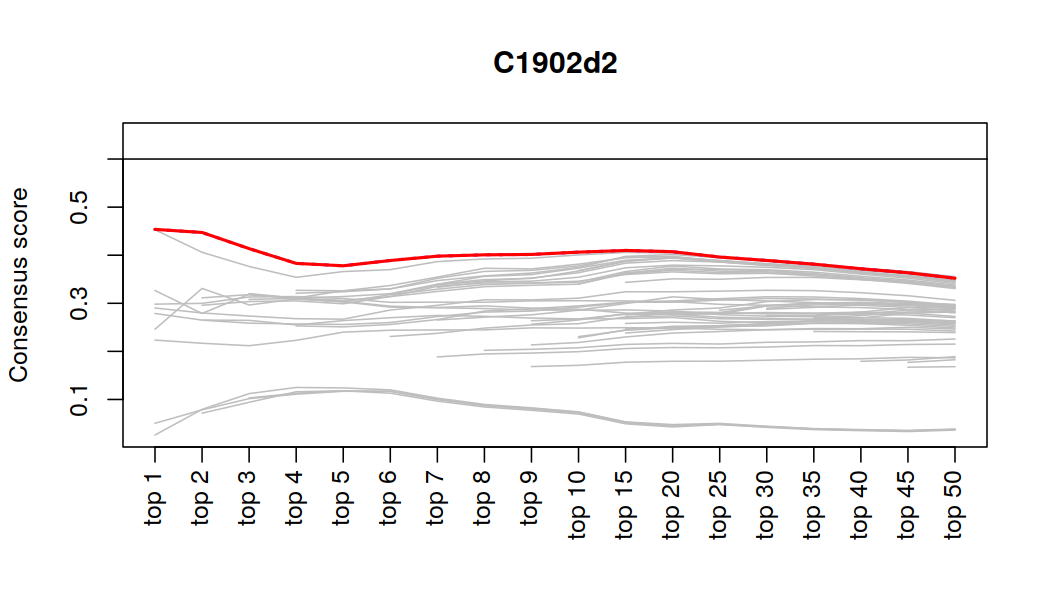 C1902d2
Consensus score
0.5
0.3
0.1
top 1
top 2
top 3
top 4
top 5
top 6
top 7
top 8
top 9
top 10
top 15
top 20
top 25
top 30
top 35
top 40
top 45
top 50